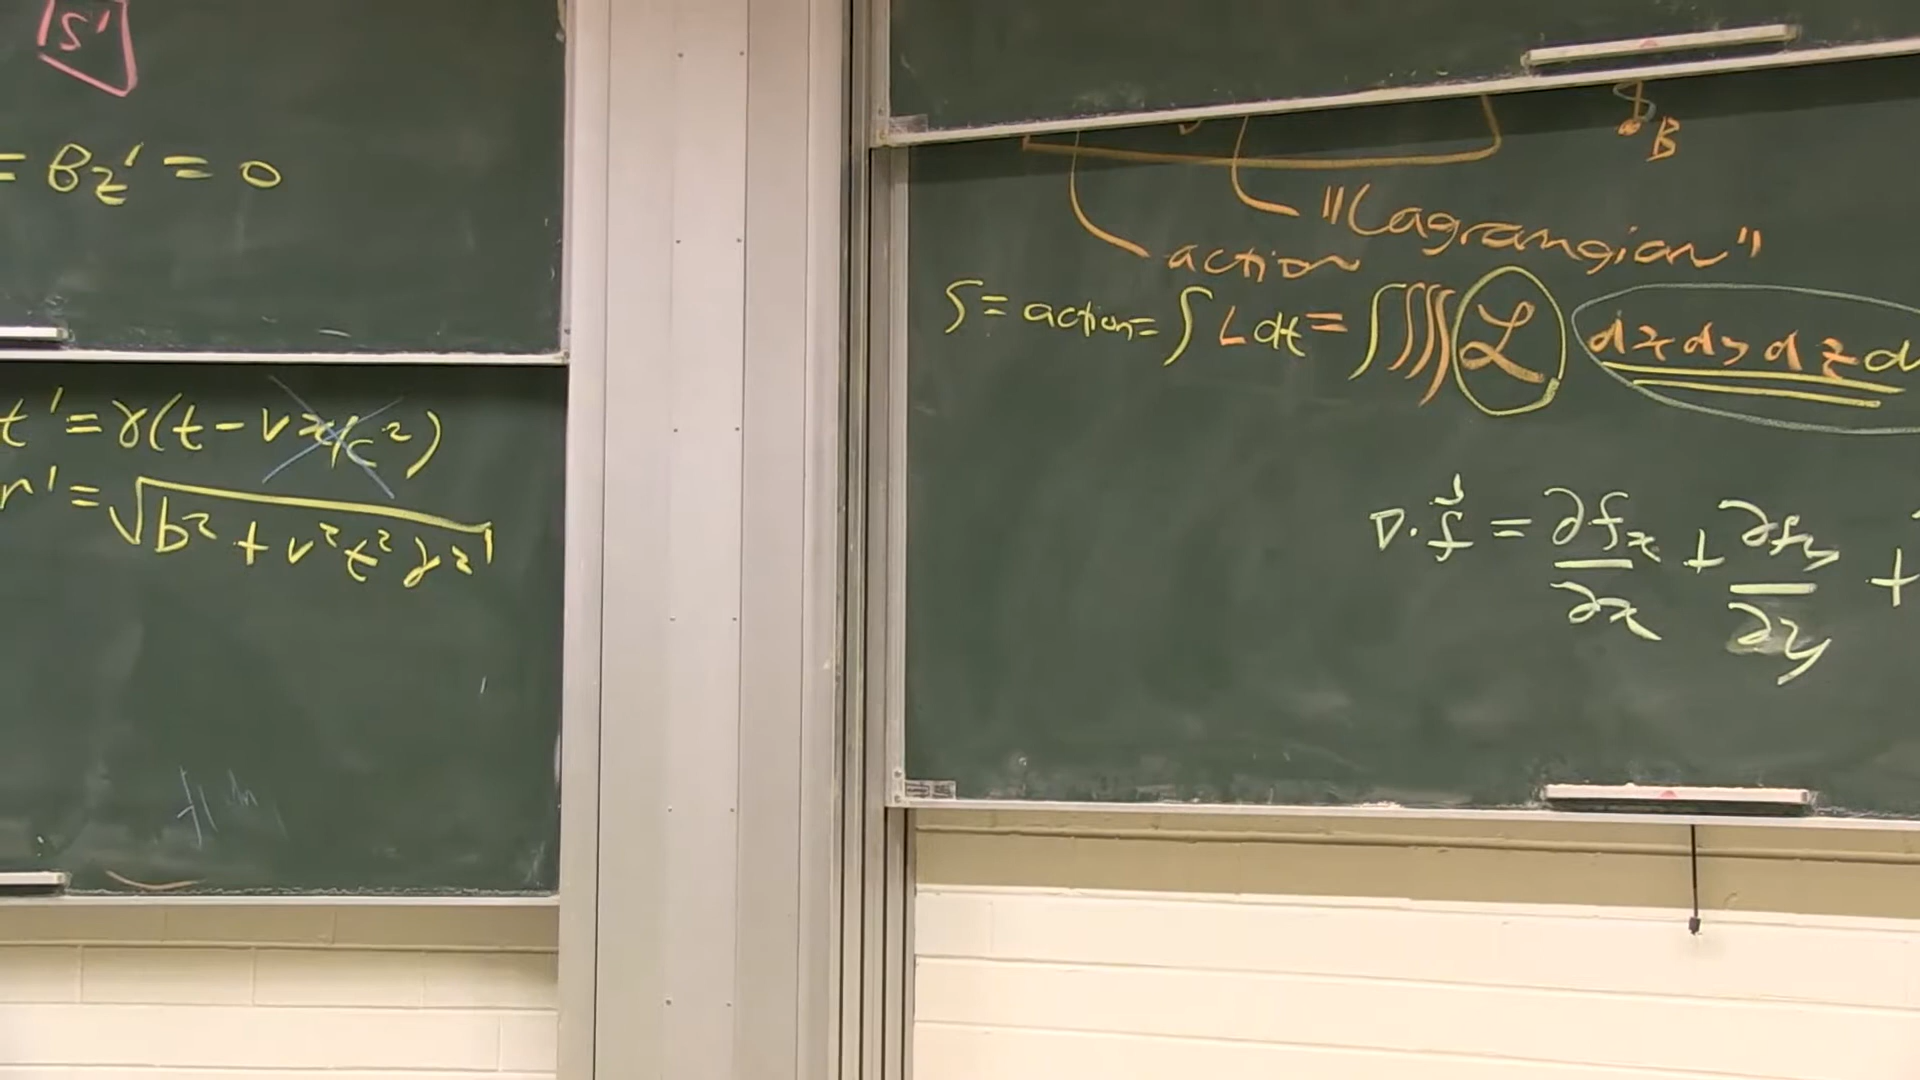 S'
= Bz' = 0
t' = γ(t - vx/c²)
r' = √(b² + v²t²γ²)
B
"Lagrangian"
action
S = action = ∫ L dt = ∫∫∫∫ ℒ dx dy dz d
∇·f⃗ = ∂fx/∂x + ∂fy/∂y +